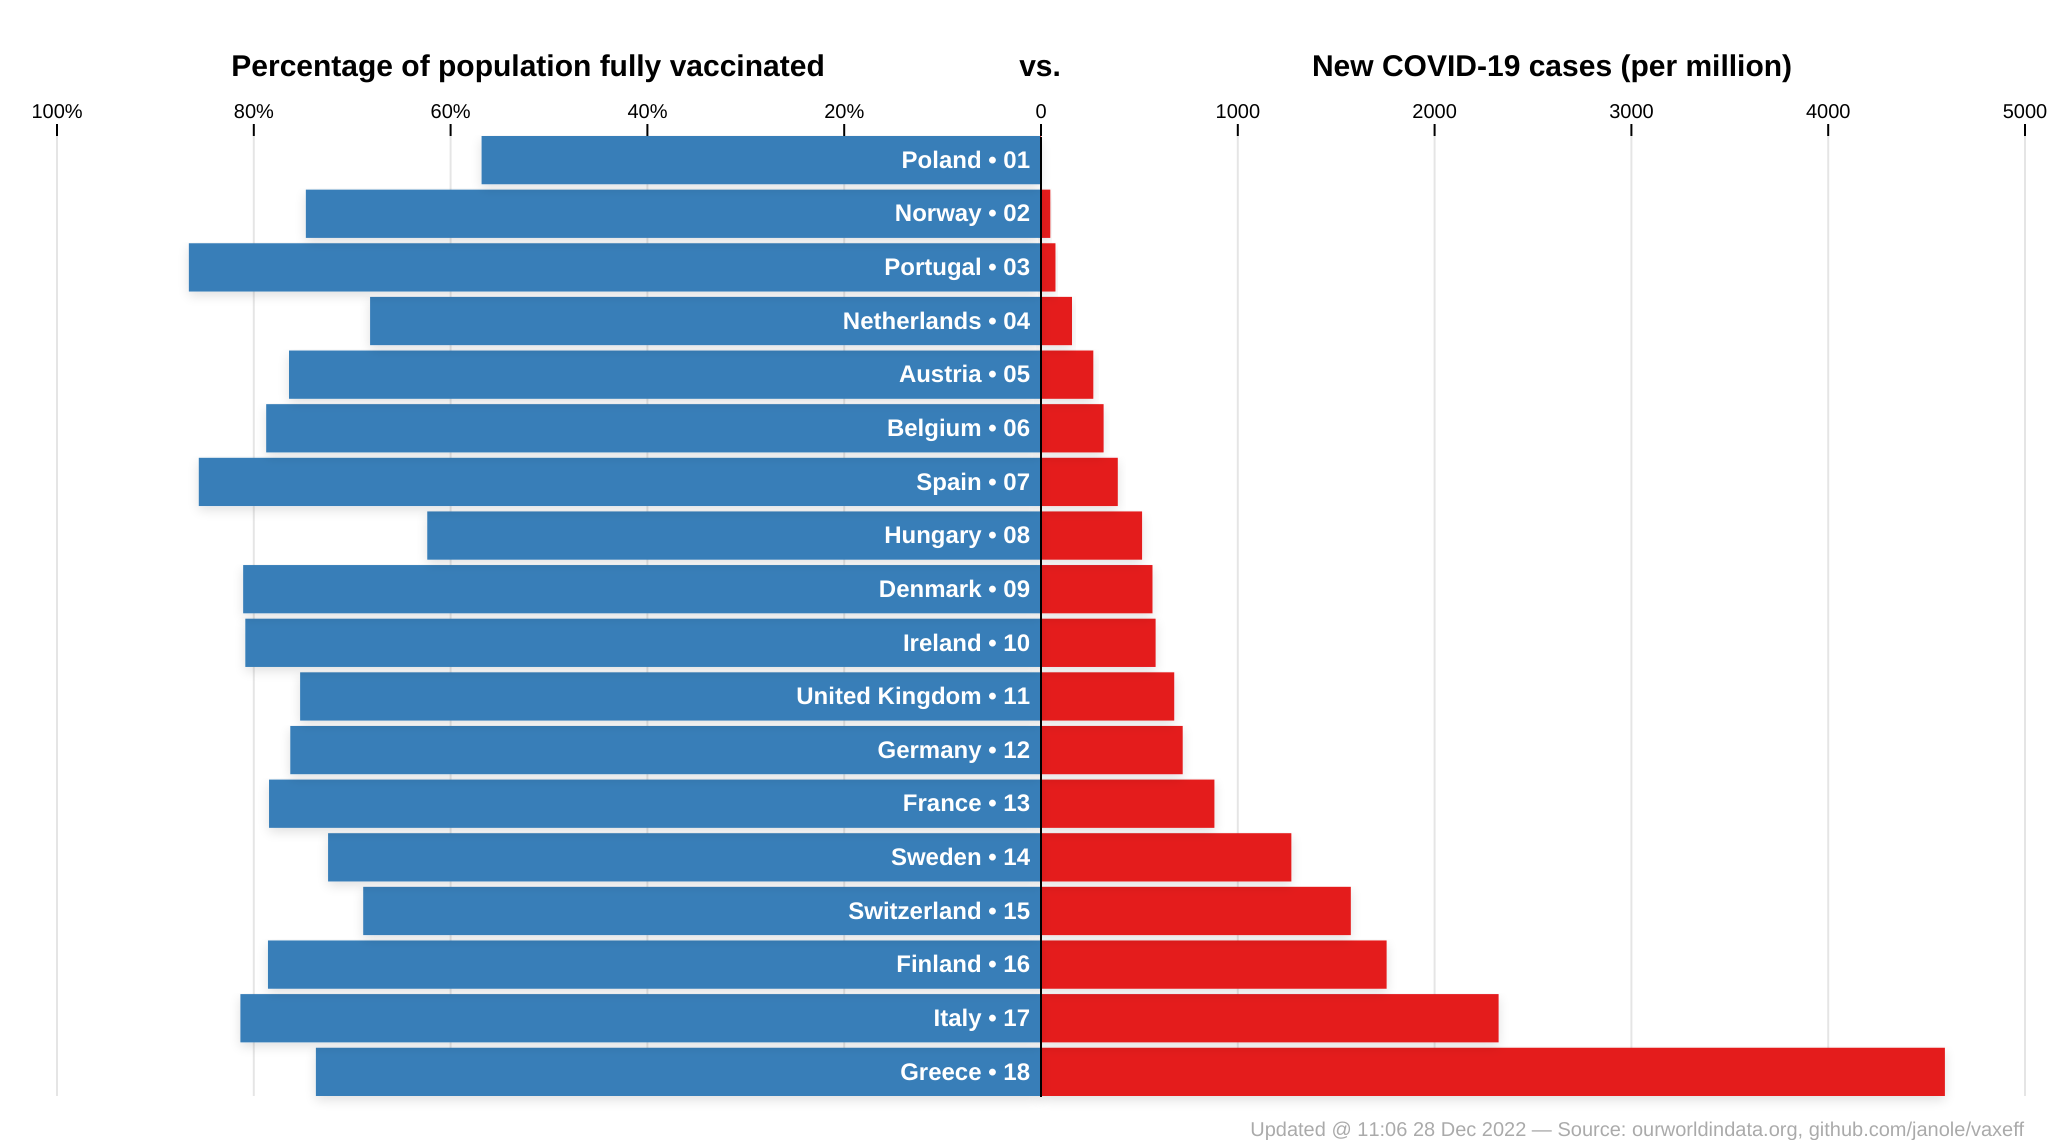 Percentage of population fully vaccinated vs. New COVID-19 cases (per million)
100% 80% 60% 40% 20% 0 1000 2000 3000 4000 5000
Poland • 01
Norway • 02
Portugal • 03
Netherlands • 04
Austria • 05
Belgium • 06
Spain • 07
Hungary • 08
Denmark • 09
Ireland • 10
United Kingdom • 11
Germany • 12
France • 13
Sweden • 14
Switzerland • 15
Finland • 16
Italy • 17
Greece • 18
Updated @ 11:06 28 Dec 2022 — Source: ourworldindata.org, github.com/janole/vaxeff